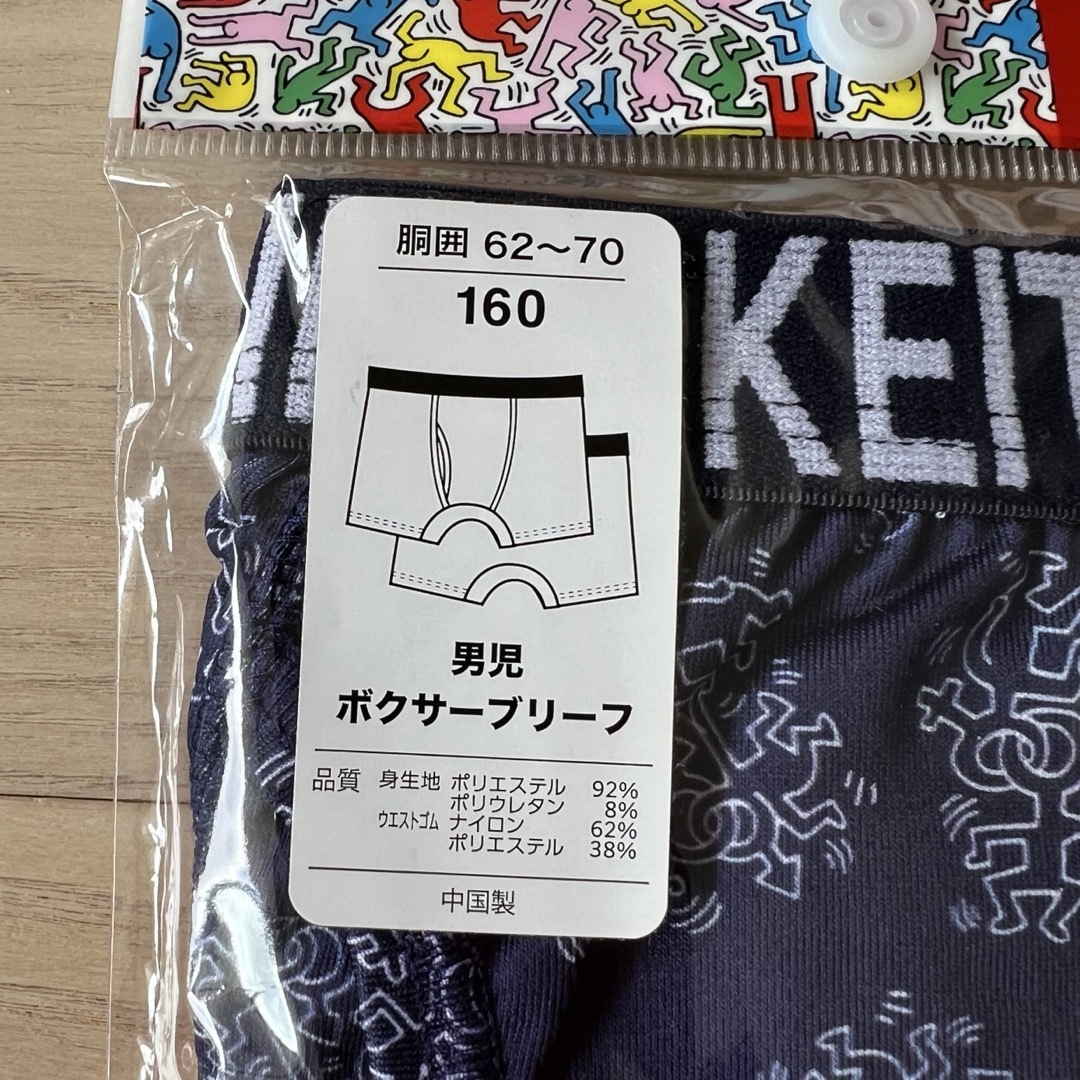 胴囲 62～70
160
KEIT
男児
ボクサーブリーフ
品質 身生地 ポリエステル 92%
ポリウレタン 8%
ウエストゴム ナイロン 62%
ポリエステル 38%
中国製